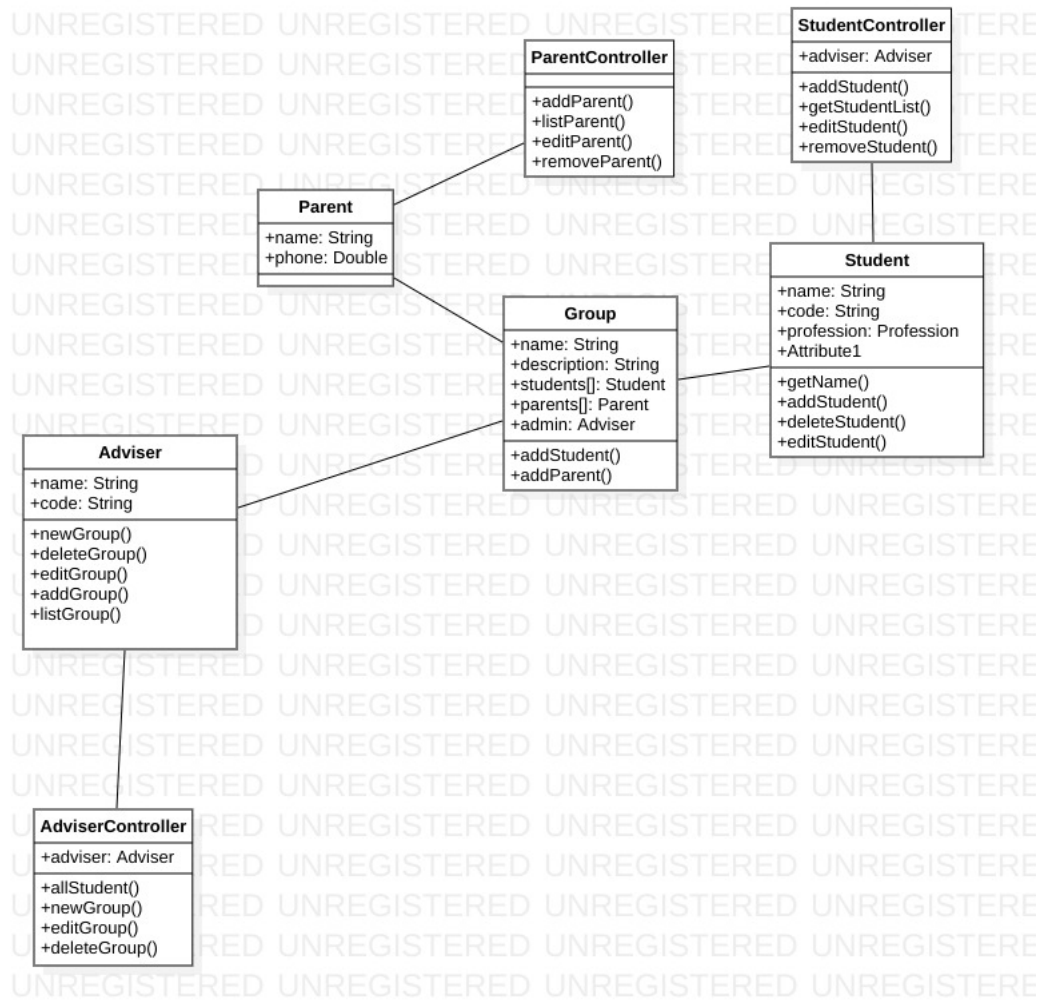 StudentController
+adviser: Adviser
+addStudent()
+getStudentList()
+editStudent()
+removeStudent()
ParentController
+addParent()
+listParent()
+editParent()
+removeParent()
Parent
+name: String
+phone: Double
Student
+name: String
+code: String
+profession: Profession
+Attribute1
+getName()
+addStudent()
+deleteStudent()
+editStudent()
Group
+name: String
+description: String
+students[]: Student
+parents[]: Parent
+admin: Adviser
+addStudent()
+addParent()
Adviser
+name: String
+code: String
+newGroup()
+deleteGroup()
+editGroup()
+addGroup()
+listGroup()
AdviserController
+adviser: Adviser
+allStudent()
+newGroup()
+editGroup()
+deleteGroup()
UNREGISTERED UNREGISTERED UNREGISTERED UNREGISTERE